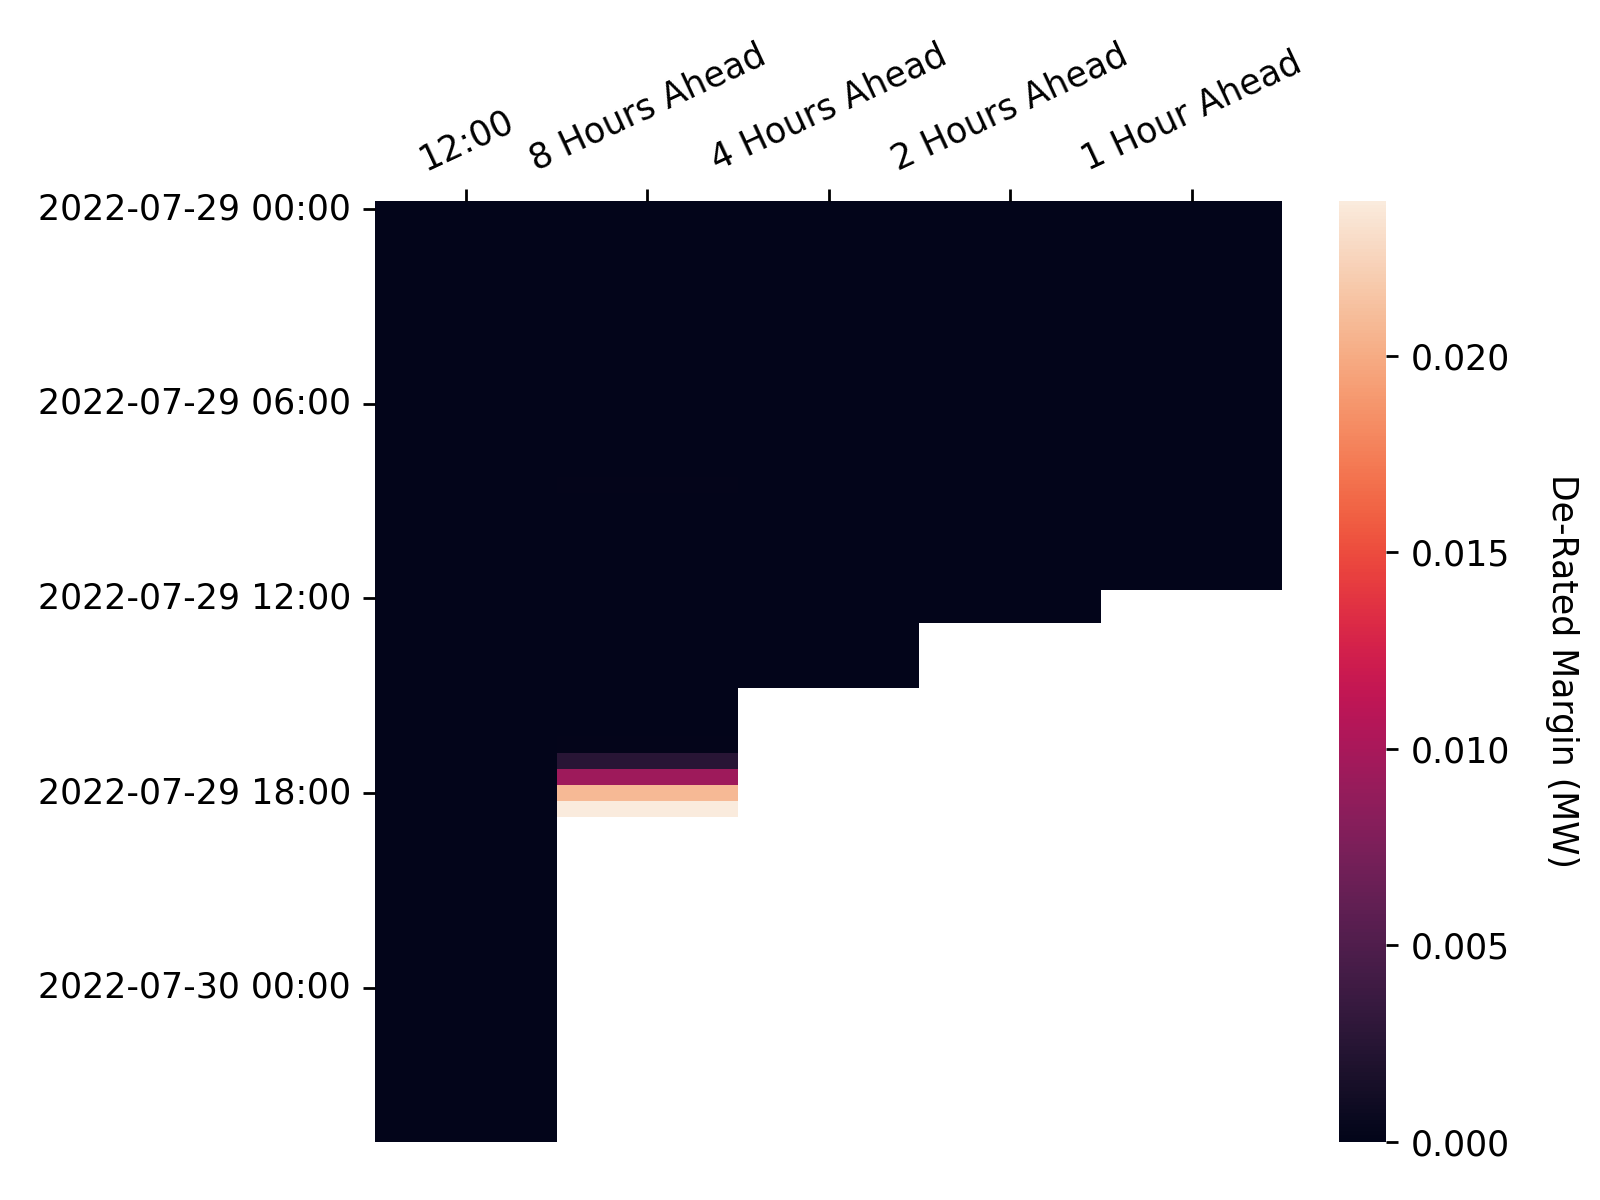 12:00
8 Hours Ahead
4 Hours Ahead
2 Hours Ahead
1 Hour Ahead
2022-07-29 00:00
2022-07-29 06:00
2022-07-29 12:00
2022-07-29 18:00
2022-07-30 00:00
0.020
0.015
0.010
0.005
0.000
De-Rated Margin (MW)